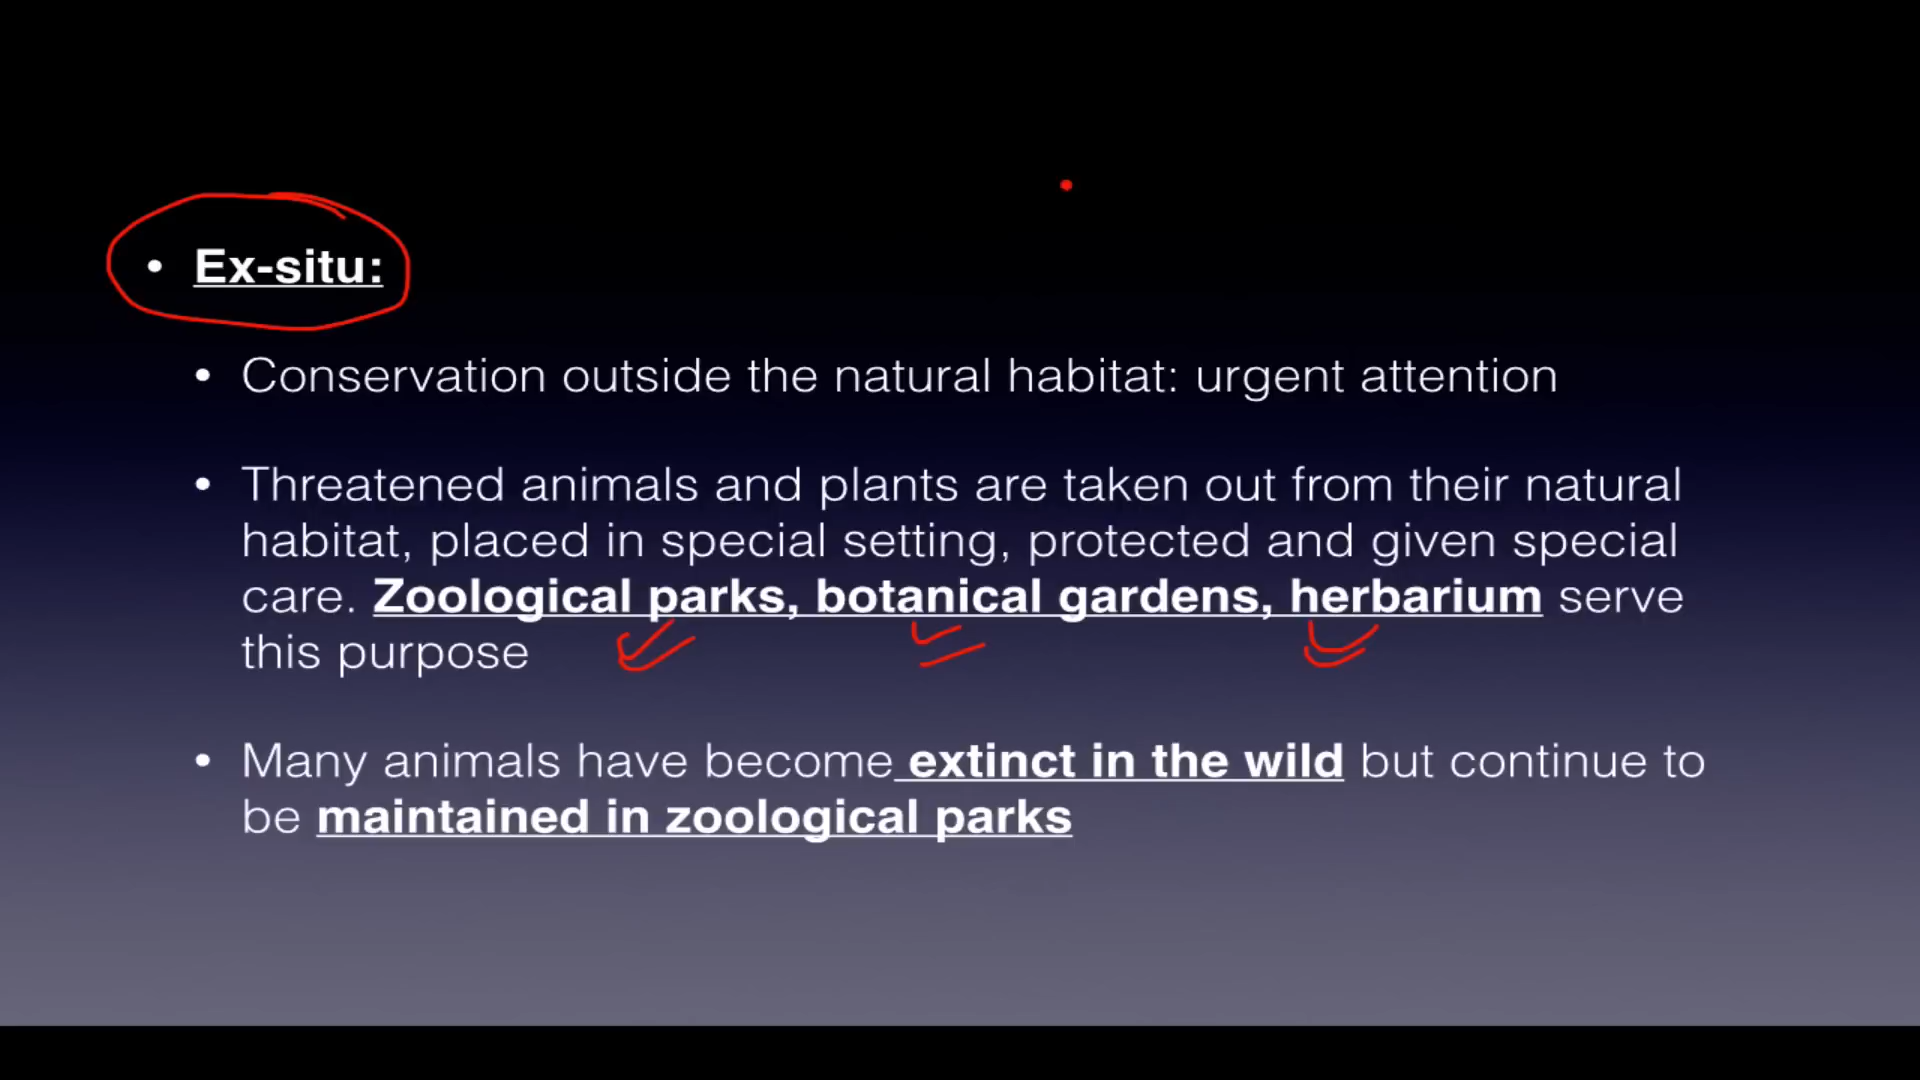 • Ex-situ:
• Conservation outside the natural habitat: urgent attention
• Threatened animals and plants are taken out from their natural
habitat, placed in special setting, protected and given special
care. Zoological parks, botanical gardens, herbarium serve
this purpose
• Many animals have become extinct in the wild but continue to
be maintained in zoological parks